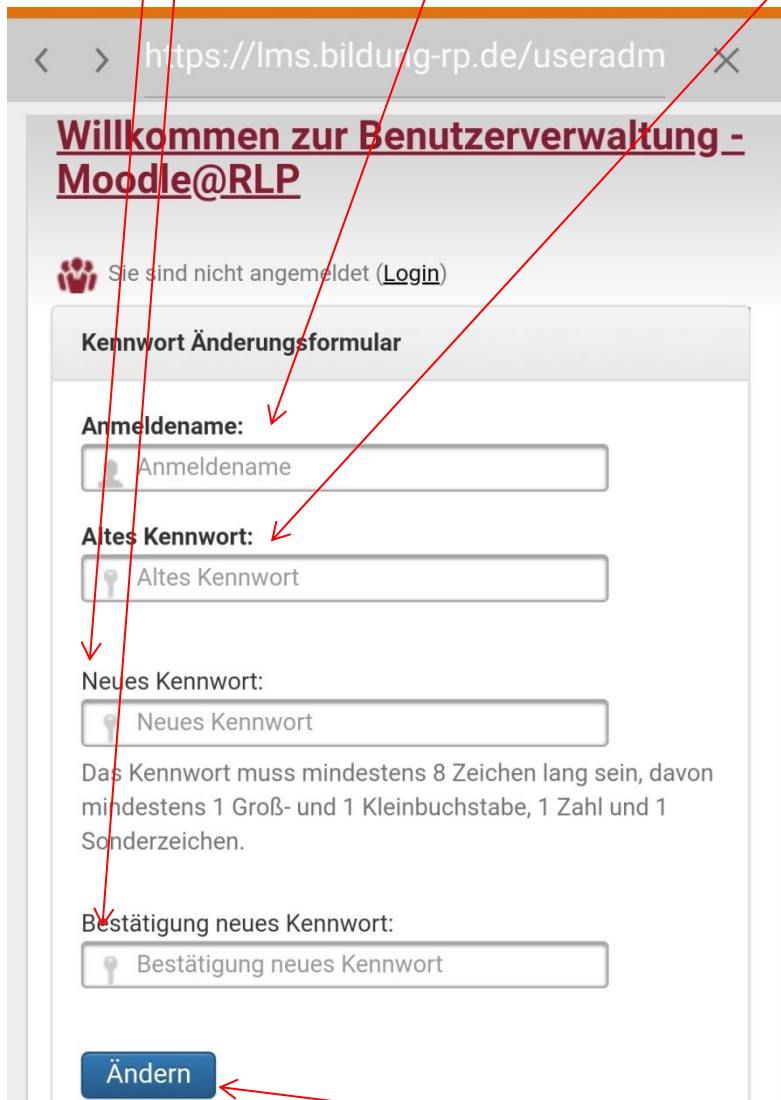 https://lms.bildung-rp.de/useradm
Willkommen zur Benutzerverwaltung -
Moodle@RLP
Sie sind nicht angemeldet (Login)
Kennwort Änderungsformular
Anmeldename:
Anmeldename
Altes Kennwort:
Altes Kennwort
Neues Kennwort:
Neues Kennwort
Das Kennwort muss mindestens 8 Zeichen lang sein, davon
mindestens 1 Groß- und 1 Kleinbuchstabe, 1 Zahl und 1
Sonderzeichen.
Bestätigung neues Kennwort:
Bestätigung neues Kennwort
Ändern